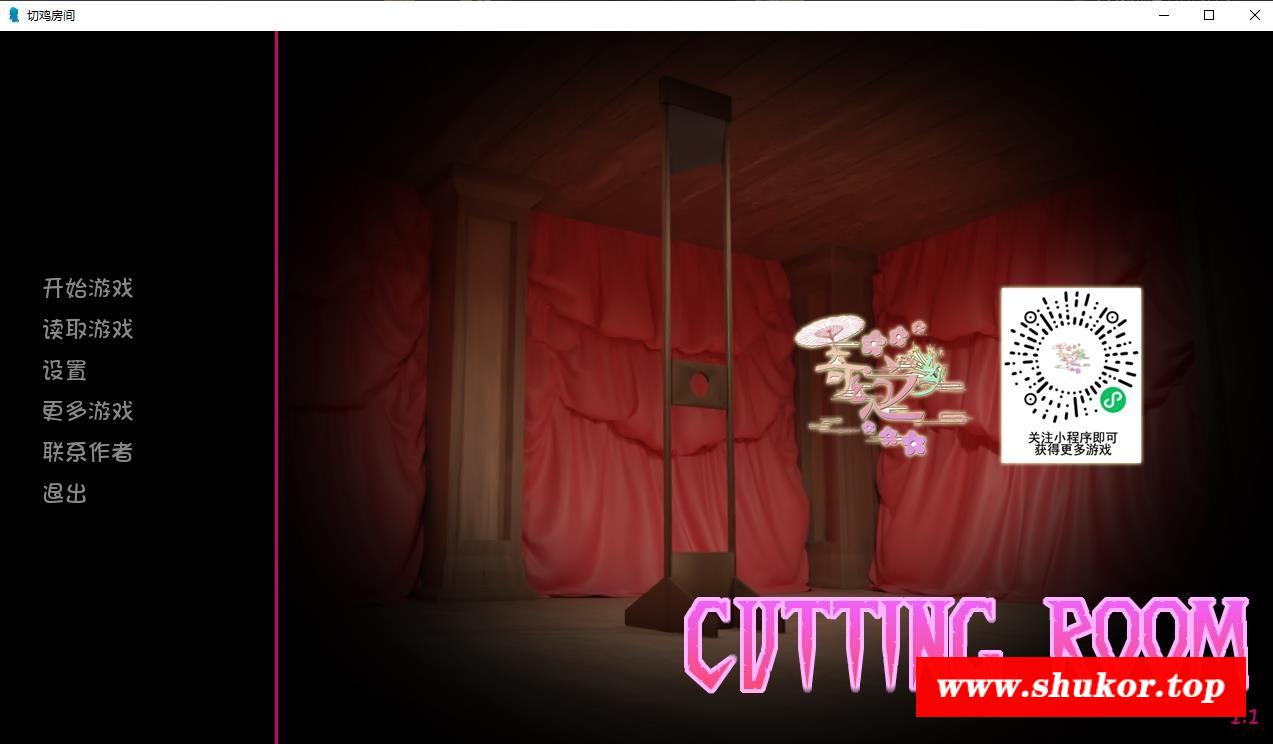 切鸡房间
开始游戏
读取游戏
设置
更多游戏
联系作者
退出
关注小程序即可
获得更多游戏
CUTTING ROOM
www.shukor.top
1.1